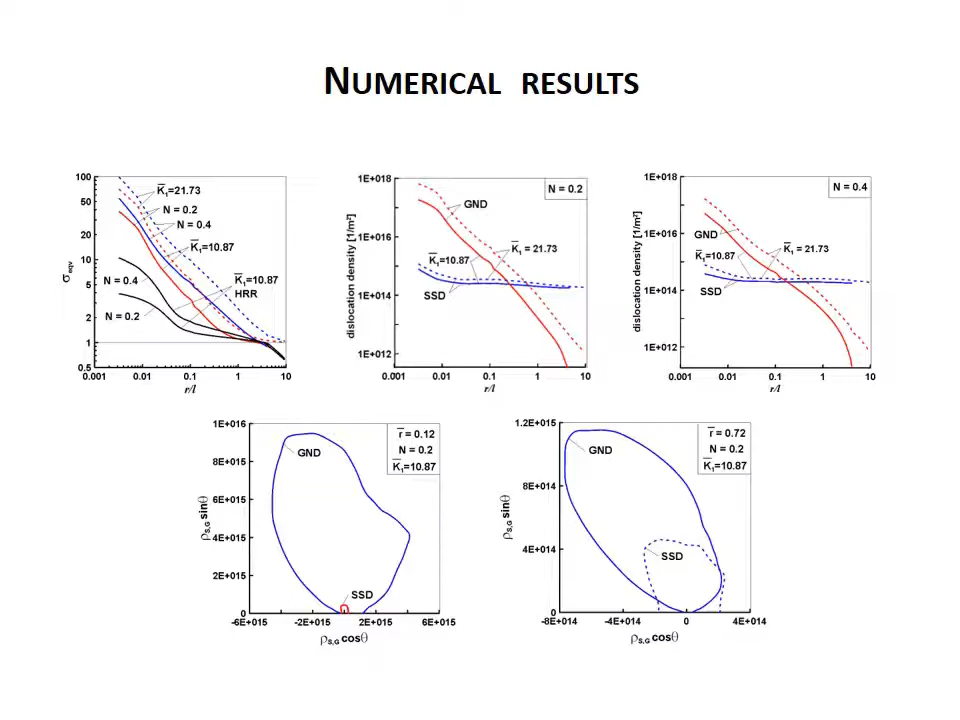 NUMERICAL RESULTS
100
50
20
10
5
2
1
0.5
σeqv
K̅₁=21.73
N = 0.2
N = 0.4
K̅₁=10.87
K̅₁=10.87
HRR
N = 0.4
N = 0.2
0.001 0.01 0.1 1 10
r/l
1E+018
1E+016
1E+014
1E+012
dislocation density [1/m²]
N = 0.2
GND
K̅₁=10.87
K̅₁ = 21.73
SSD
0.001 0.01 0.1 1 10
r/l
1E+018
1E+016
1E+014
1E+012
dislocation density [1/m²]
N = 0.4
GND
K̅₁=10.87
K̅₁ = 21.73
SSD
0.001 0.01 0.1 1 10
r/l
1E+016
8E+015
6E+015
4E+015
2E+015
0
ρS,G sinθ
r̅ = 0.12
N = 0.2
K̅₁=10.87
GND
SSD
-6E+015 -2E+015 2E+015 6E+015
ρS,G cosθ
1.2E+015
8E+014
4E+014
0
ρS,G sinθ
r̅ = 0.72
N = 0.2
K̅₁=10.87
GND
SSD
-8E+014 -4E+014 0 4E+014
ρS,G cosθ